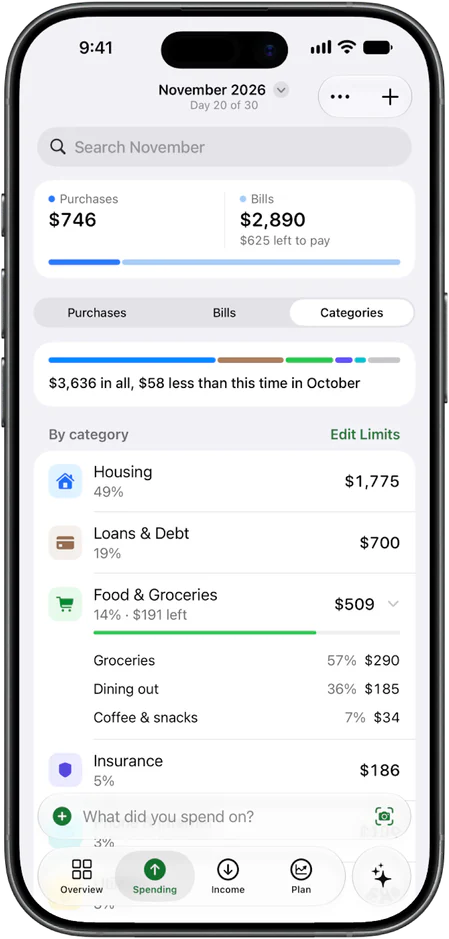 9:41
November 2026
Day 20 of 30
Search November
Purchases
$746
Bills
$2,890
$625 left to pay
Purchases
Bills
Categories
$3,636 in all, $58 less than this time in October
By category
Edit Limits
Housing
49%
$1,775
Loans & Debt
19%
$700
Food & Groceries
14% · $191 left
$509
Groceries
57% $290
Dining out
36% $185
Coffee & snacks
7% $34
Insurance
5%
$186
What did you spend on?
3%
Overview
Spending
Income
Plan